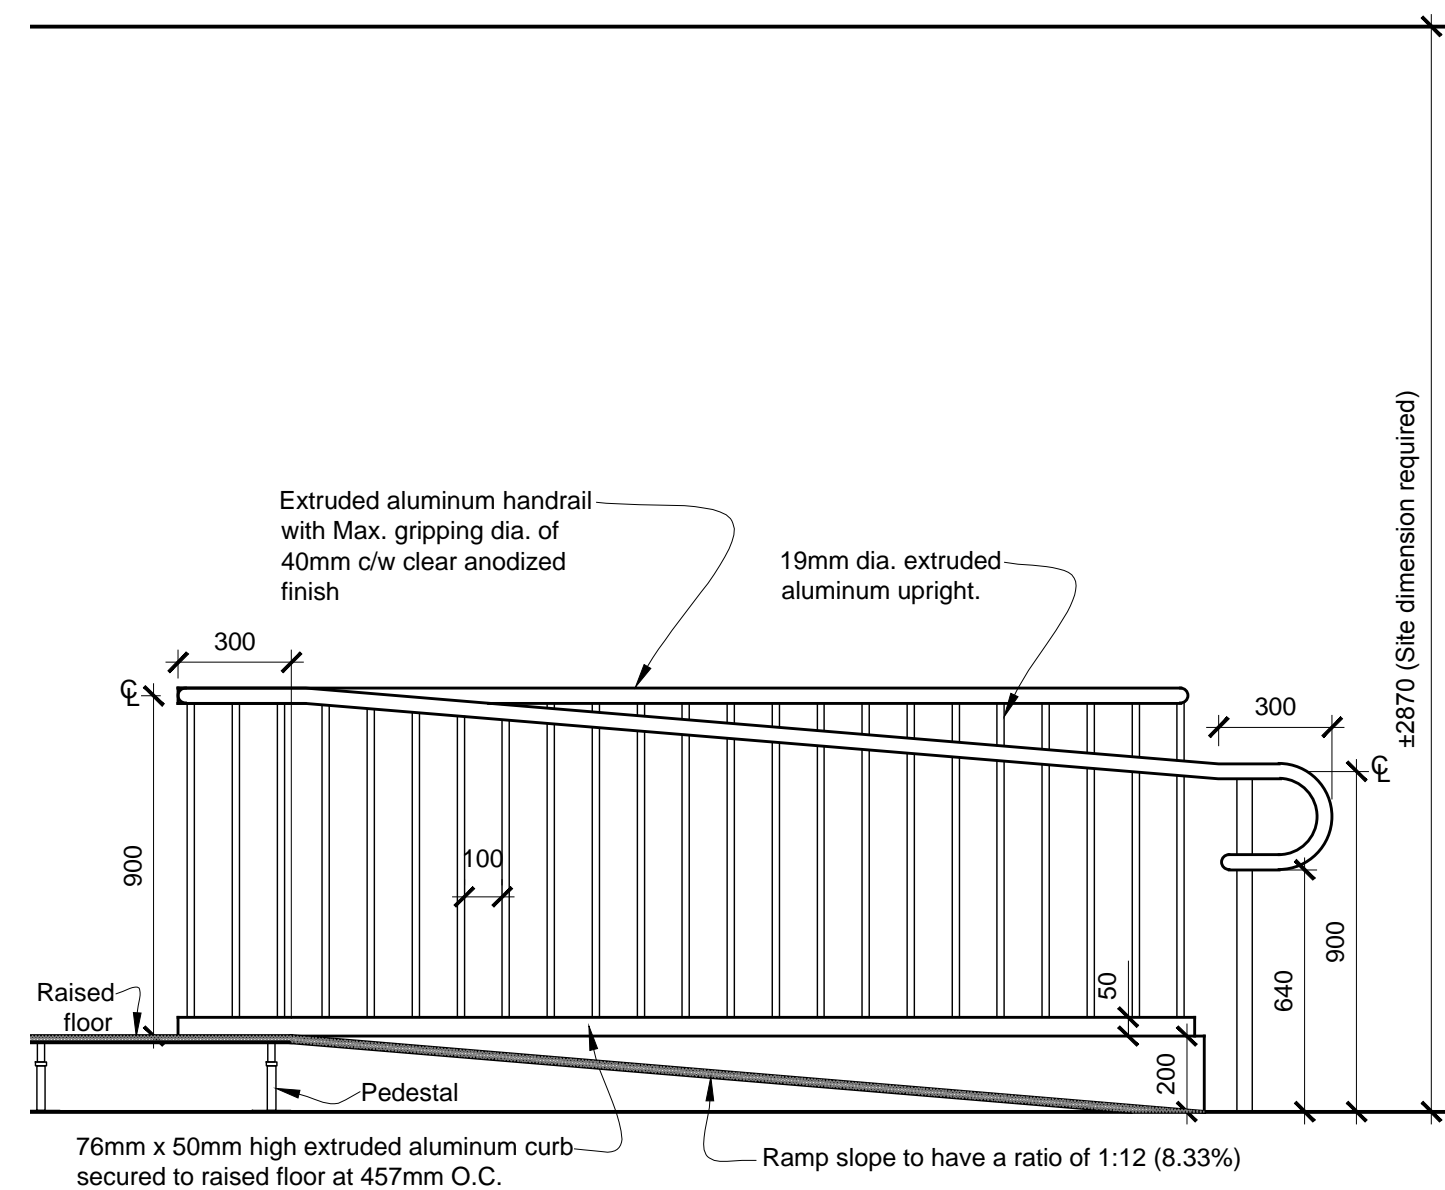 ±2870 (Site dimension required)
Extruded aluminum handrail
with Max. gripping dia. of
40mm c/w clear anodized
finish
19mm dia. extruded
aluminum upright.
300
℄
300
℄
100
900
900
640
50
200
Raised
floor
Pedestal
76mm x 50mm high extruded aluminum curb
secured to raised floor at 457mm O.C.
Ramp slope to have a ratio of 1:12 (8.33%)